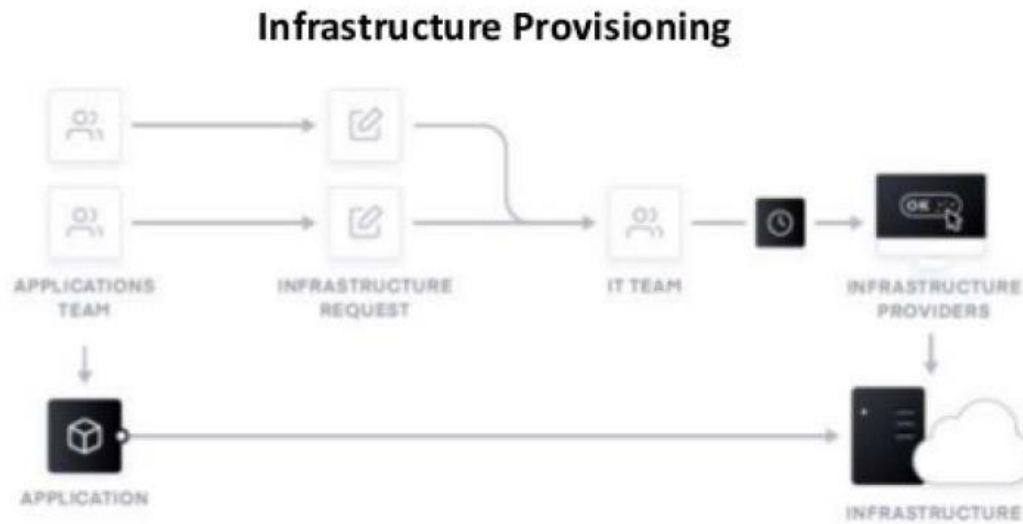 Infrastructure Provisioning
APPLICATIONS
TEAM
INFRASTRUCTURE
REQUEST
IT TEAM
OK
INFRASTRUCTURE
PROVIDERS
APPLICATION
INFRASTRUCTURE